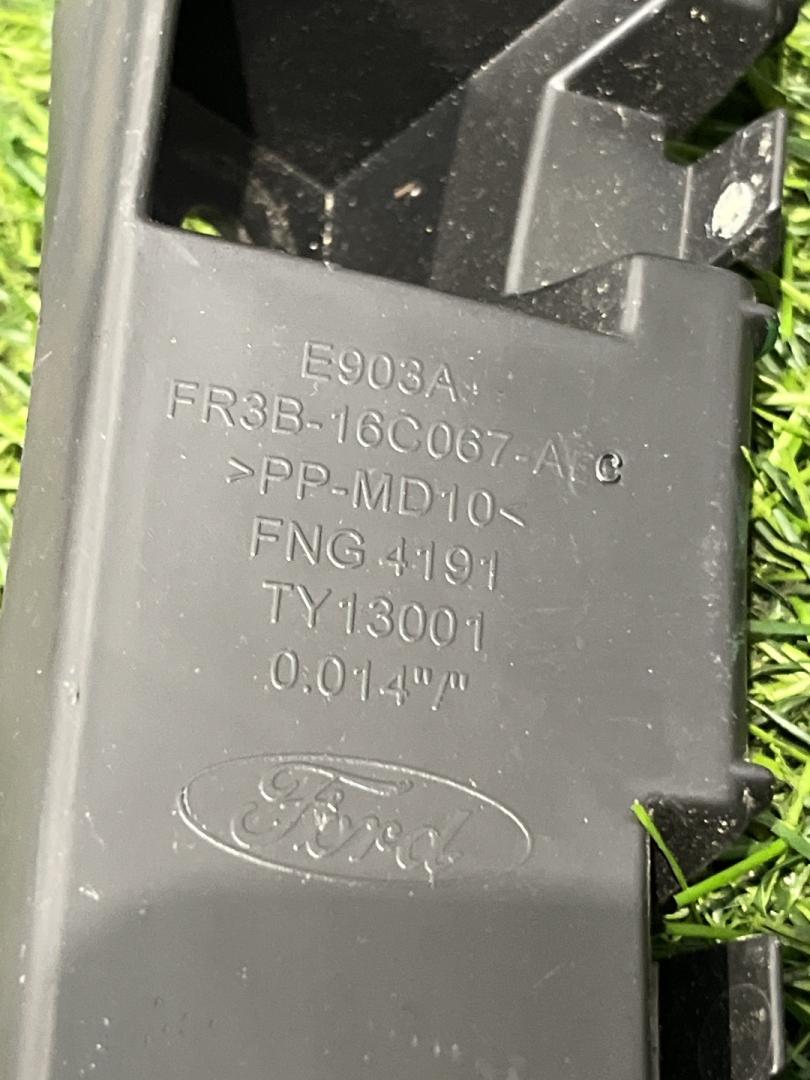 E903A
FR3B-16C067-A C
>PP-MD10<
FNG 4191
TY13001
0.014"/"
Ford